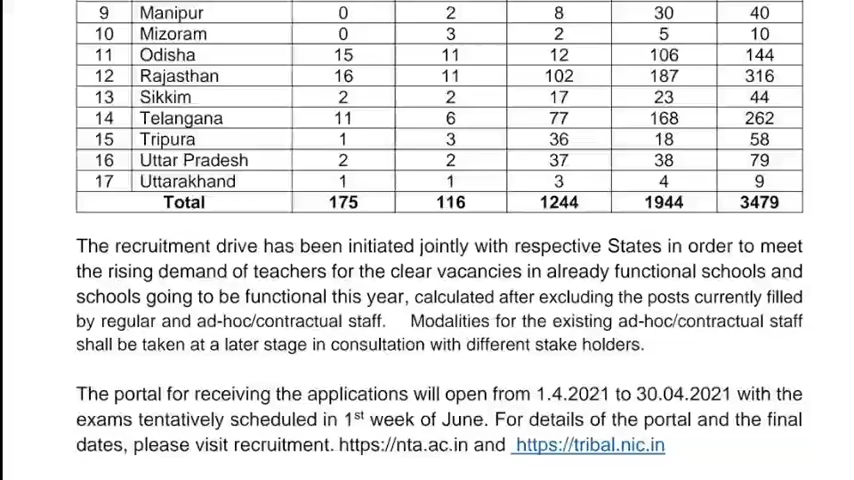 9 Manipur 0 2 8 30 40
10 Mizoram 0 3 2 5 10
11 Odisha 15 11 12 106 144
12 Rajasthan 16 11 102 187 316
13 Sikkim 2 2 17 23 44
14 Telangana 11 6 77 168 262
15 Tripura 1 3 36 18 58
16 Uttar Pradesh 2 2 37 38 79
17 Uttarakhand 1 1 3 4 9
Total 175 116 1244 1944 3479
The recruitment drive has been initiated jointly with respective States in order to meet
the rising demand of teachers for the clear vacancies in already functional schools and
schools going to be functional this year, calculated after excluding the posts currently filled
by regular and ad-hoc/contractual staff. Modalities for the existing ad-hoc/contractual staff
shall be taken at a later stage in consultation with different stake holders.
The portal for receiving the applications will open from 1.4.2021 to 30.04.2021 with the
exams tentatively scheduled in 1st week of June. For details of the portal and the final
dates, please visit recruitment. https://nta.ac.in and https://tribal.nic.in